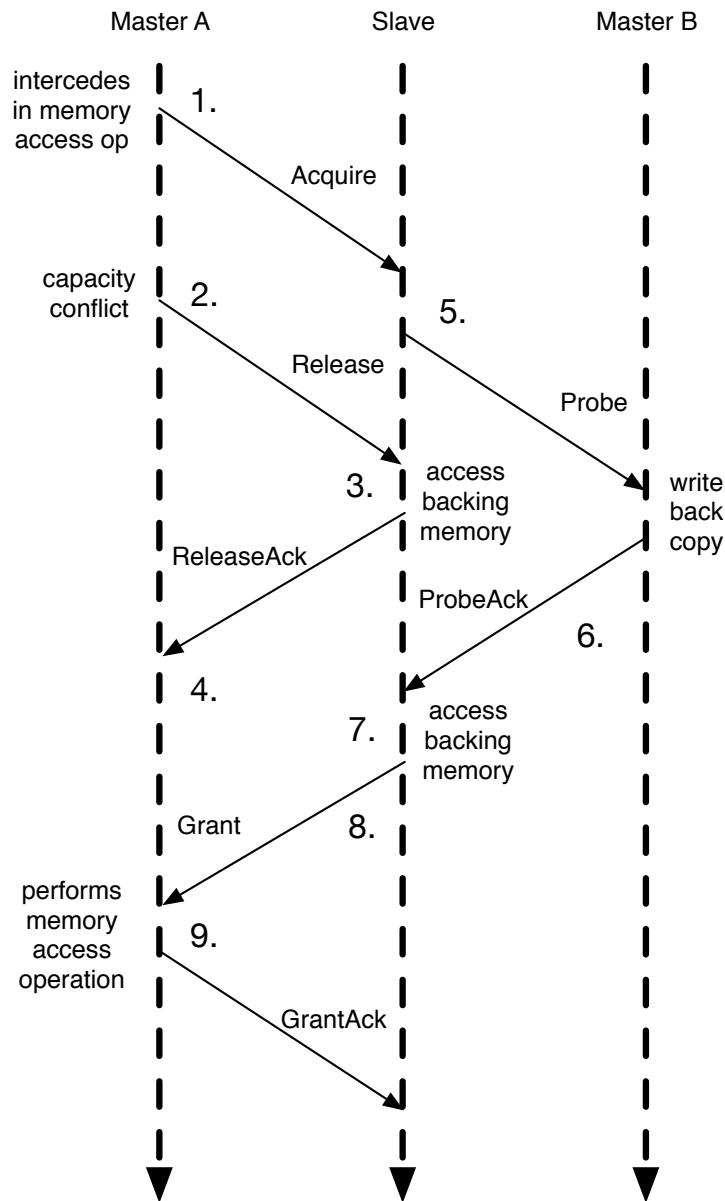 Master A
Slave
Master B
intercedes
in memory
access op
1.
Acquire
capacity
conflict
2.
5.
Release
Probe
3.
access
backing
memory
write
back
copy
ReleaseAck
ProbeAck
6.
4.
7.
access
backing
memory
Grant
8.
performs
memory
access
operation
9.
GrantAck